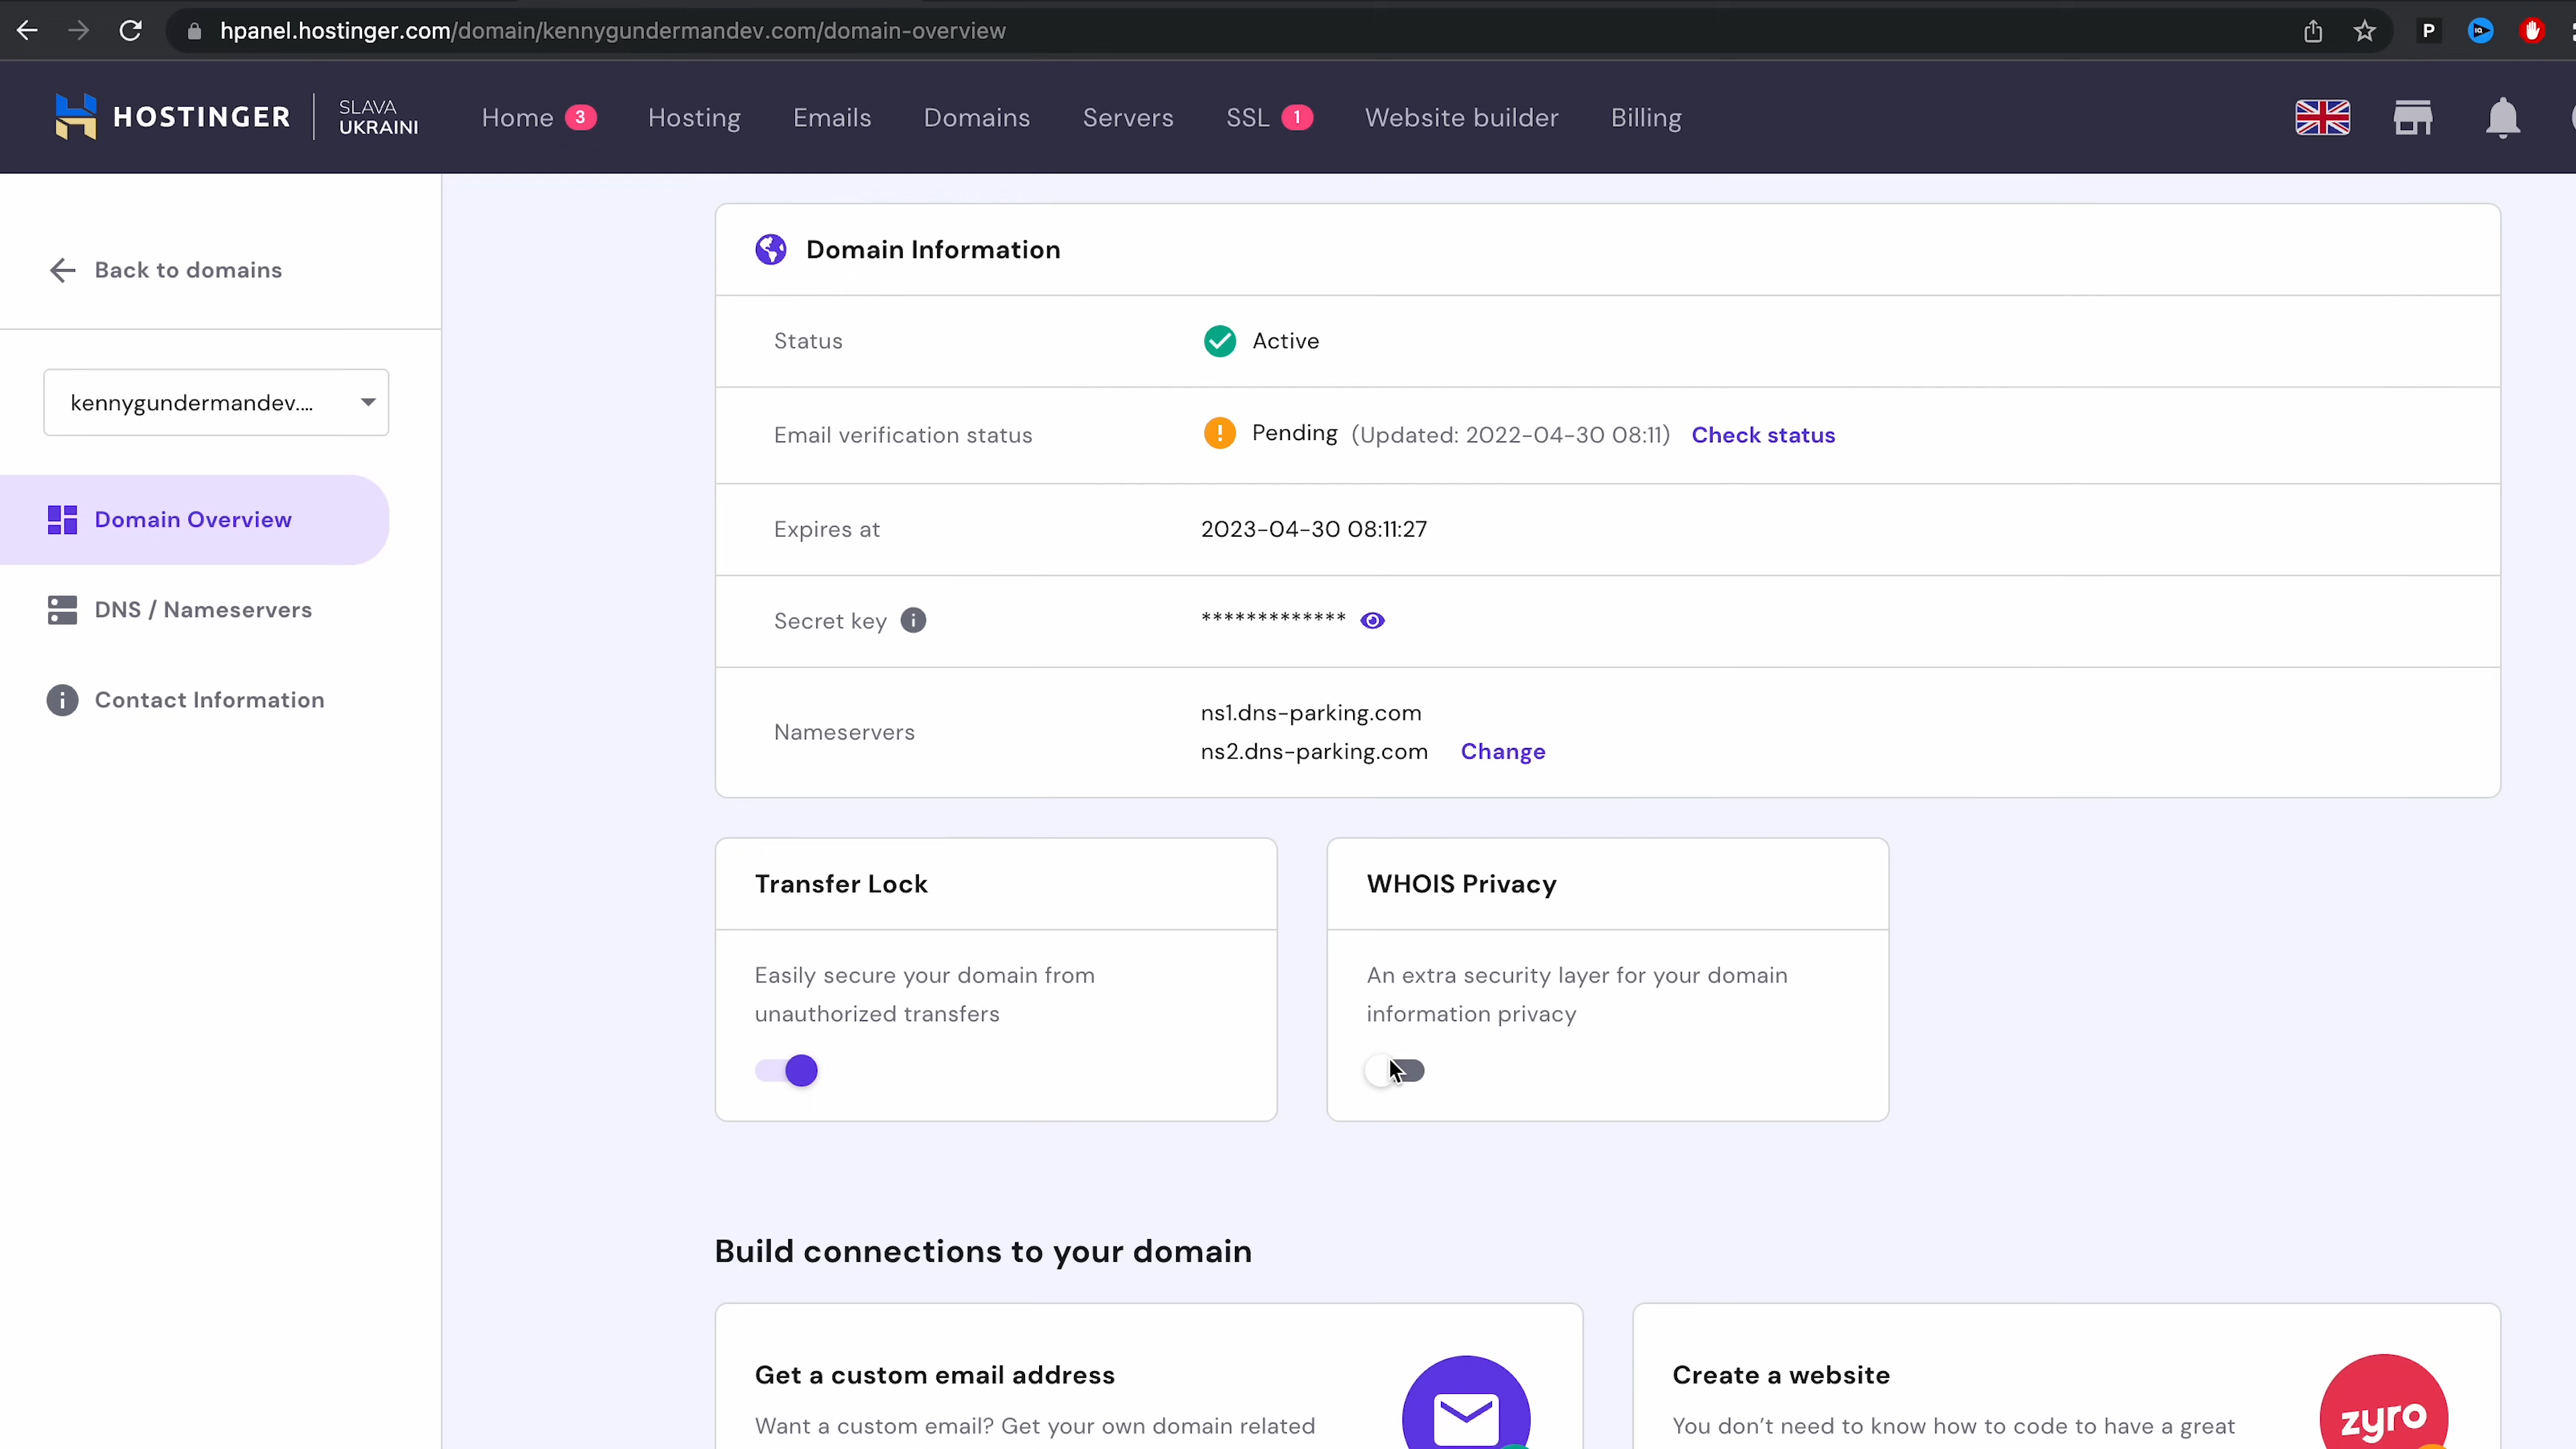 hpanel.hostinger.com/domain/kennygundermandev.com/domain-overview
P
HOSTINGER
SLAVA
UKRAINI
Home 3
Hosting
Emails
Domains
Servers
SSL 1
Website builder
Billing
Back to domains
kennygundermandev....
Domain Overview
DNS / Nameservers
Contact Information
Domain Information
Status
Active
Email verification status
Pending (Updated: 2022-04-30 08:11) Check status
Expires at
2023-04-30 08:11:27
Secret key
*************
Nameservers
ns1.dns-parking.com
ns2.dns-parking.com Change
Transfer Lock
Easily secure your domain from
unauthorized transfers
WHOIS Privacy
An extra security layer for your domain
information privacy
Build connections to your domain
Get a custom email address
Want a custom email? Get your own domain related
Create a website
You don't need to know how to code to have a great
zyro